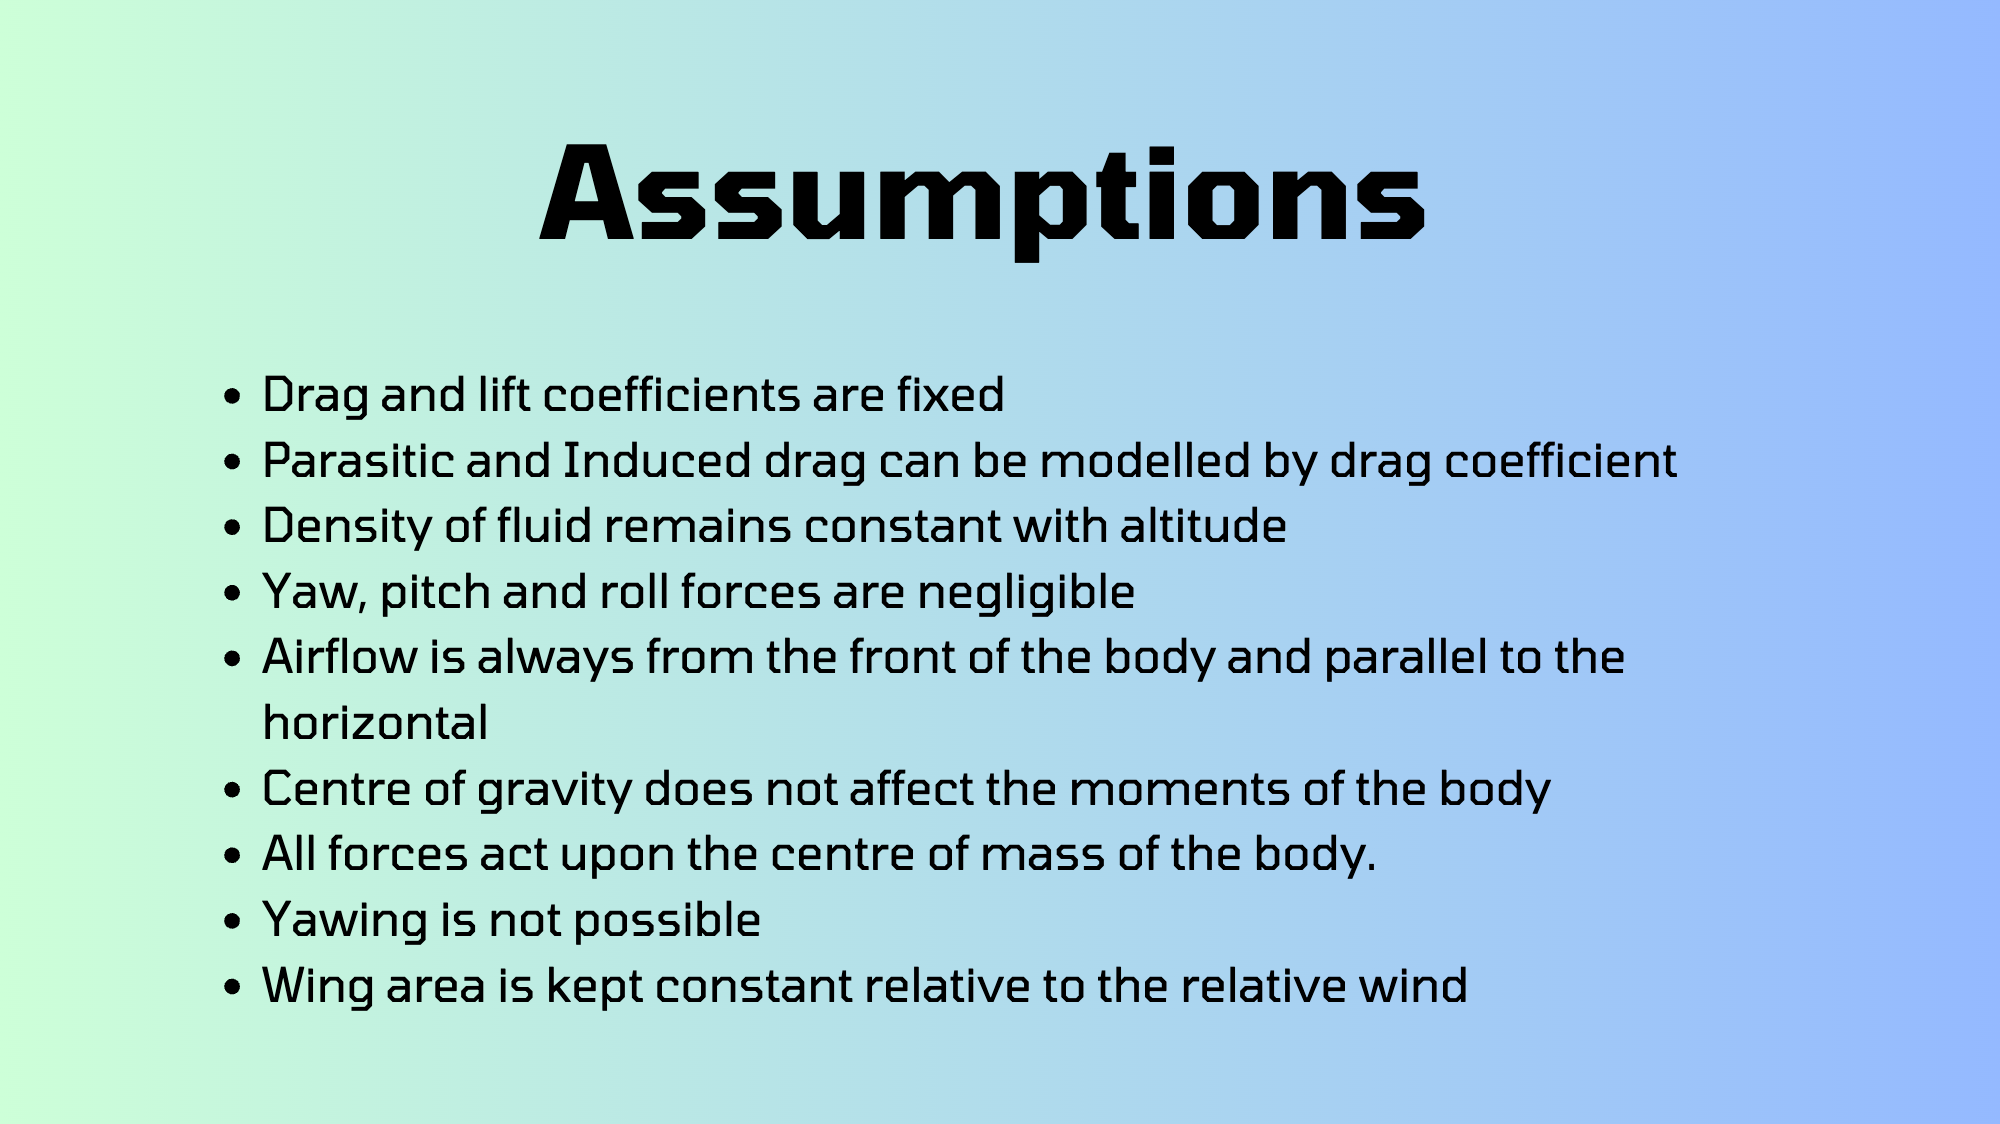 Assumptions
• Drag and lift coefficients are fixed
• Parasitic and Induced drag can be modelled by drag coefficient
• Density of fluid remains constant with altitude
• Yaw, pitch and roll forces are negligible
• Airflow is always from the front of the body and parallel to the
horizontal
• Centre of gravity does not affect the moments of the body
• All forces act upon the centre of mass of the body.
• Yawing is not possible
• Wing area is kept constant relative to the relative wind